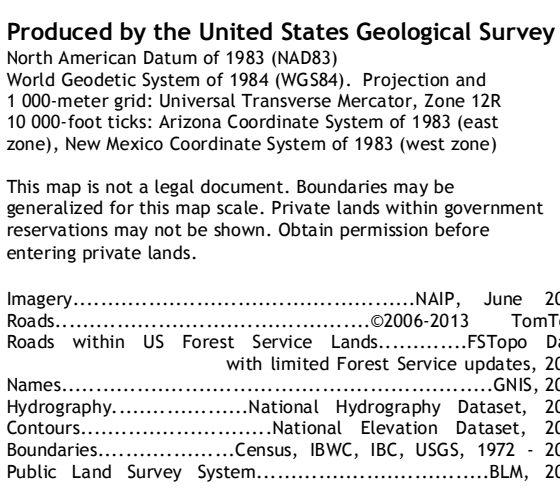 Produced by the United States Geological Survey
North American Datum of 1983 (NAD83)
World Geodetic System of 1984 (WGS84). Projection and
1 000-meter grid: Universal Transverse Mercator, Zone 12R
10 000-foot ticks: Arizona Coordinate System of 1983 (east
zone), New Mexico Coordinate System of 1983 (west zone)
This map is not a legal document. Boundaries may be
generalized for this map scale. Private lands within government
reservations may not be shown. Obtain permission before
entering private lands.
Imagery..................................................NAIP, June
Roads..............................................©2006-2013
Roads within US Forest Service Lands.............FSTopo
with limited Forest Service updates,
Names...............................................................GNIS,
Hydrography....................National Hydrography Dataset,
Contours............................National Elevation Dataset,
Boundaries....................Census, IBWC, IBC, USGS, 1972 -
Public Land Survey System..................................BLM,